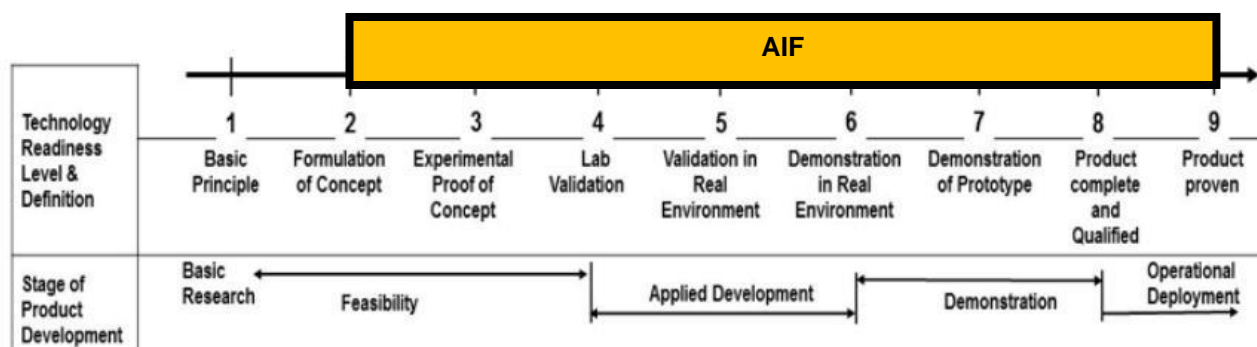 AIF
Technology
Readiness
Level &
Definition
1
2
3
4
5
6
7
8
9
Basic
Principle
Formulation
of Concept
Experimental
Proof of
Concept
Lab
Validation
Validation in
Real
Environment
Demonstration
in Real
Environment
Demonstration
of Prototype
Product
complete
and
Qualified
Product
proven
Stage of
Product
Development
Basic
Research
Feasibility
Applied Development
Demonstration
Operational
Deployment